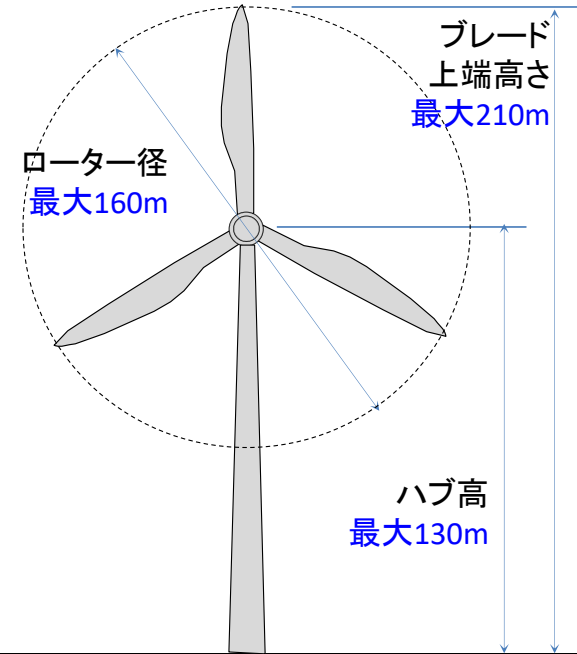 ブレード
上端高さ
最大210m
ローター径
最大160m
ハブ高
最大130m